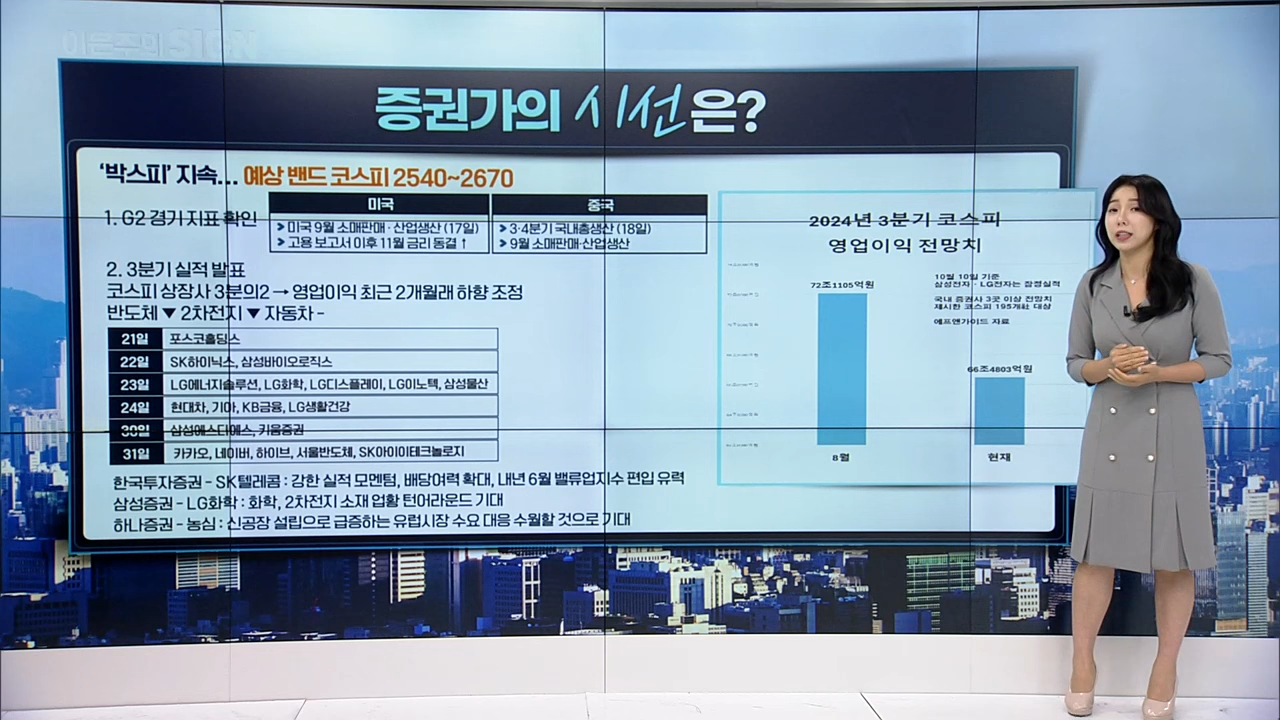 이은주의 SIGN
증권가의 시선은?
'박스피' 지속... 예상 밴드 코스피 2540~2670
1. G2 경기 지표 확인
미국
중국
미국 9월 소매판매·산업생산 (17일)
고용 보고서 이후 11월 금리 동결 ↑
3·4분기 국내총생산 (18일)
9월 소매판매·산업생산
2. 3분기 실적 발표
코스피 상장사 3분의2 → 영업이익 최근 2개월래 하향 조정
반도체 ▼ 2차전지 ▼ 자동차 -
21일 포스코홀딩스
22일 SK하이닉스, 삼성바이오로직스
23일 LG에너지솔루션, LG화학, LG디스플레이, LG이노텍, 삼성물산
24일 현대차, 기아, KB금융, LG생활건강
30일 삼성에스디에스, 키움증권
31일 카카오, 네이버, 하이브, 서울반도체, SK아이이테크놀로지
한국투자증권 - SK텔레콤 : 강한 실적 모멘텀, 배당여력 확대, 내년 6월 밸류업지수 편입 유력
삼성증권 - LG화학 : 화학, 2차전지 소재 업황 턴어라운드 기대
하나증권 - 농심 : 신공장 설립으로 급증하는 유럽시장 수요 대응 수월할 것으로 기대
2024년 3분기 코스피
영업이익 전망치
10월 10일 기준
삼성전자·LG전자는 잠정실적
국내 증권사 3곳 이상 전망치
제시한 코스피 195개社 대상
에프앤가이드 자료
72조1105억원
66조4803억원
8월
현재